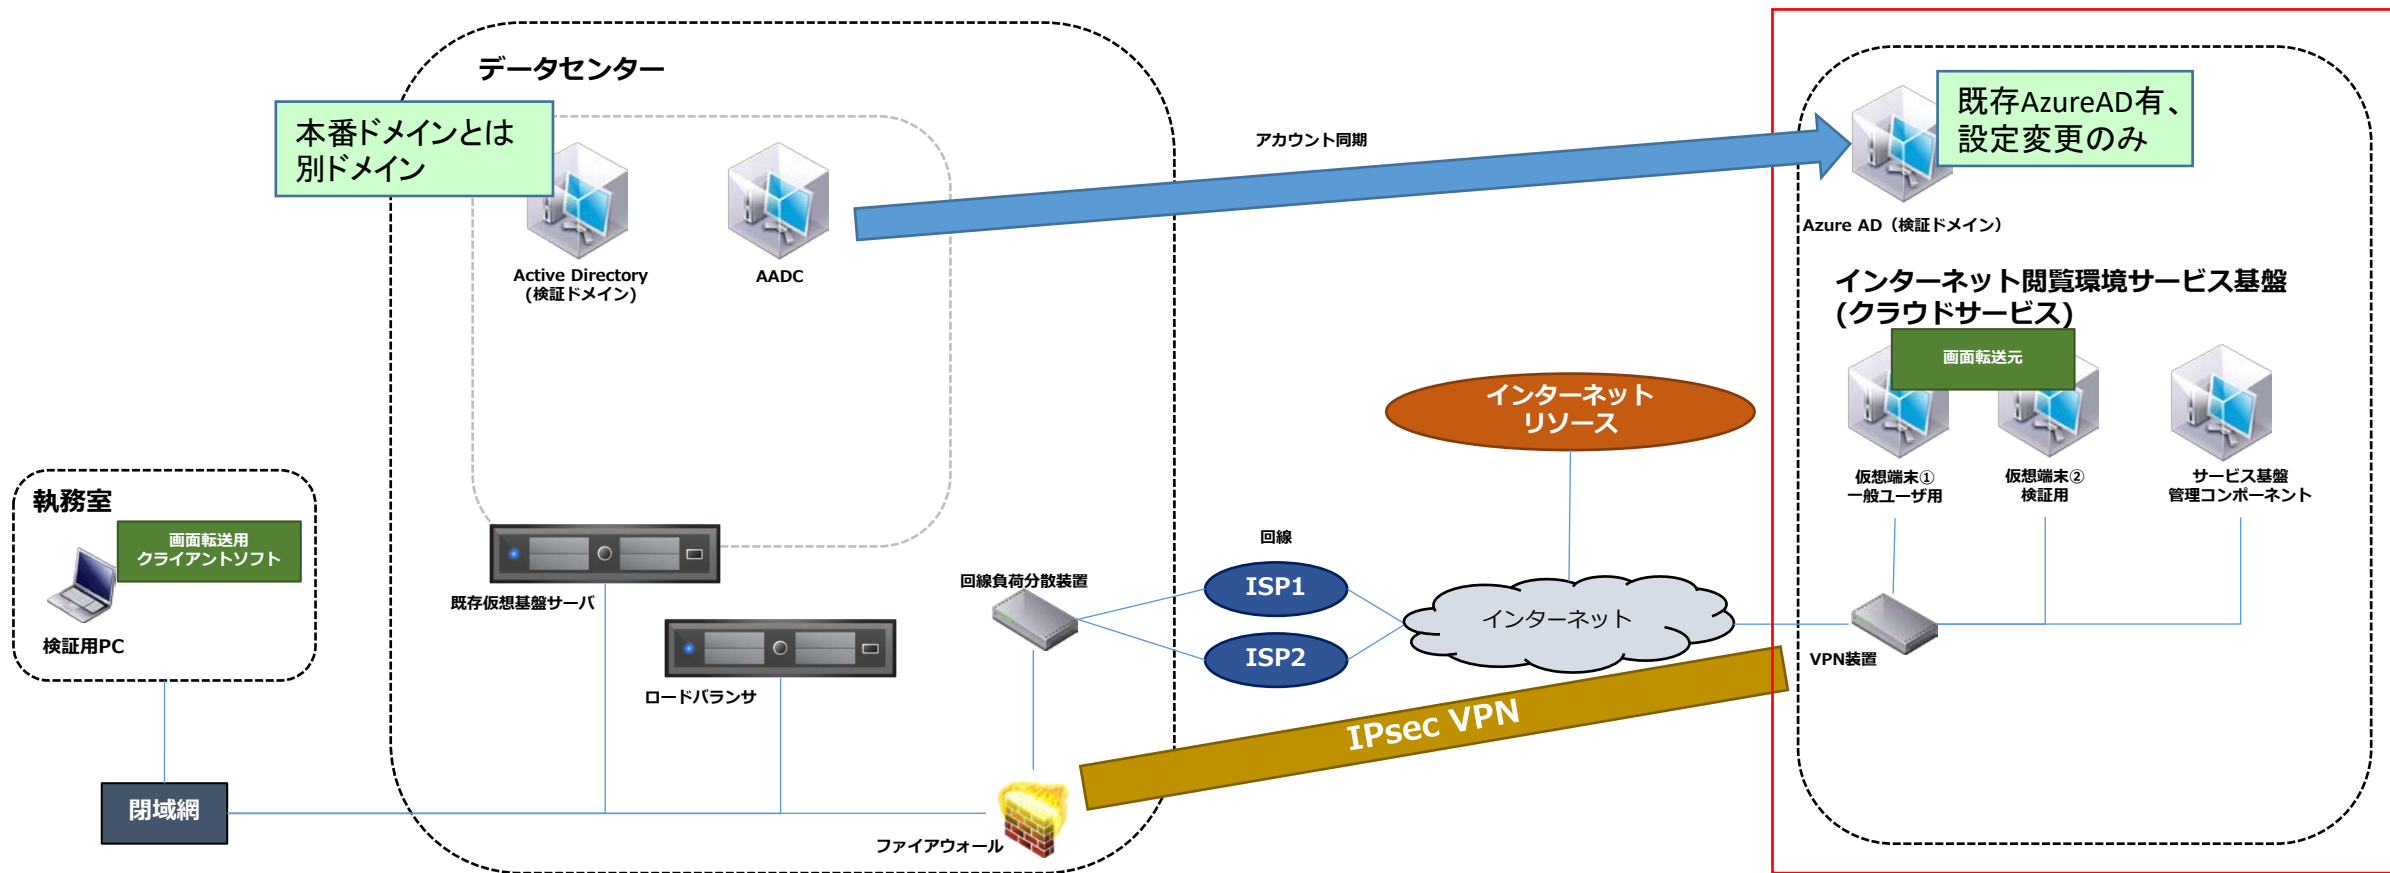 データセンター
本番ドメインとは
別ドメイン
Active Directory
(検証ドメイン)
AADC
アカウント同期
既存AzureAD有、
設定変更のみ
Azure AD（検証ドメイン）
インターネット閲覧環境サービス基盤
(クラウドサービス)
画面転送元
仮想端末①
一般ユーザ用
仮想端末②
検証用
サービス基盤
管理コンポーネント
インターネット
リソース
執務室
画面転送用
クライアントソフト
検証用PC
既存仮想基盤サーバ
ロードバランサ
回線負荷分散装置
回線
ISP1
ISP2
インターネット
VPN装置
IPsec VPN
閉域網
ファイアウォール